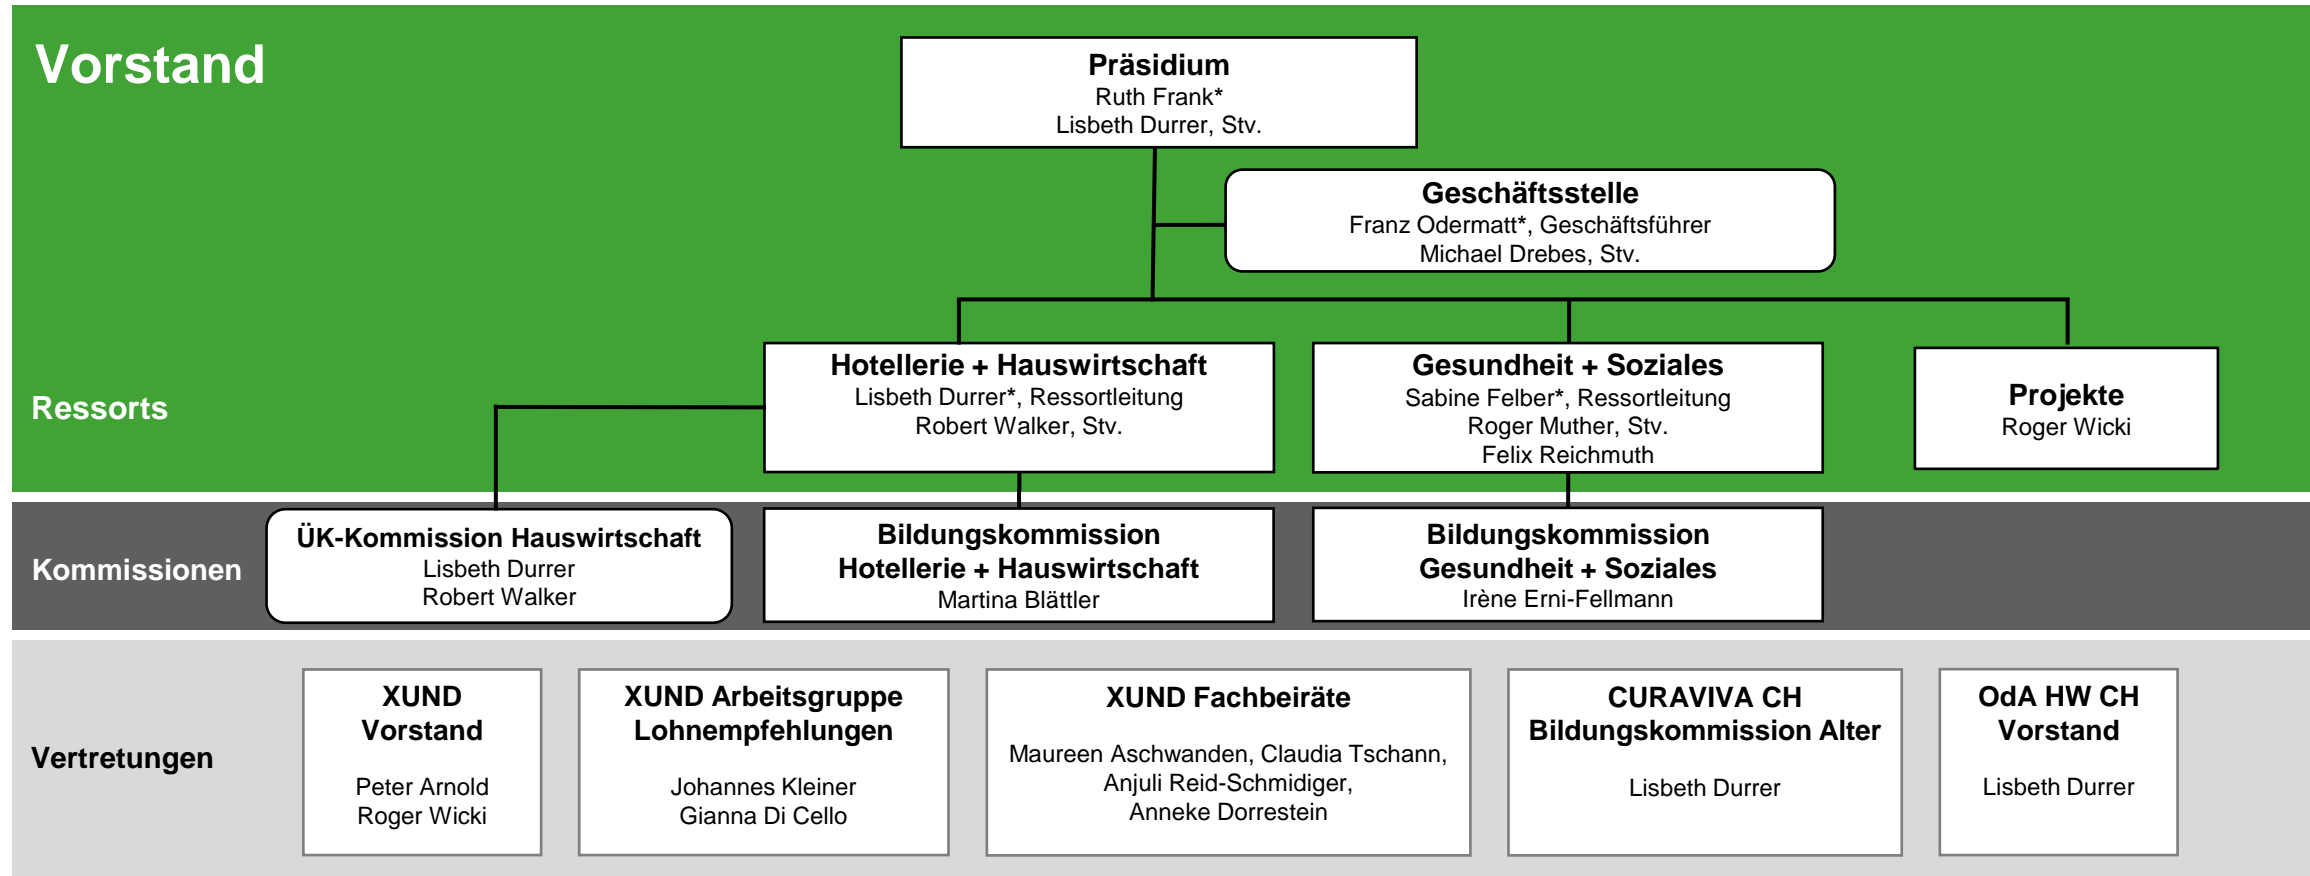 Vorstand
Präsidium
Ruth Frank*
Lisbeth Durrer, Stv.
Geschäftsstelle
Franz Odermatt*, Geschäftsführer
Michael Drebes, Stv.
Ressorts
Hotellerie + Hauswirtschaft
Lisbeth Durrer*, Ressortleitung
Robert Walker, Stv.
Gesundheit + Soziales
Sabine Felber*, Ressortleitung
Roger Muther, Stv.
Felix Reichmuth
Projekte
Roger Wicki
Kommissionen
ÜK-Kommission Hauswirtschaft
Lisbeth Durrer
Robert Walker
Bildungskommission
Hotellerie + Hauswirtschaft
Martina Blättler
Bildungskommission
Gesundheit + Soziales
Irène Erni-Fellmann
Vertretungen
XUND
Vorstand
Peter Arnold
Roger Wicki
XUND Arbeitsgruppe
Lohnempfehlungen
Johannes Kleiner
Gianna Di Cello
XUND Fachbeiräte
Maureen Aschwanden, Claudia Tschann,
Anjuli Reid-Schmidiger,
Anneke Dorrestein
CURAVIVA CH
Bildungskommission Alter
Lisbeth Durrer
OdA HW CH
Vorstand
Lisbeth Durrer